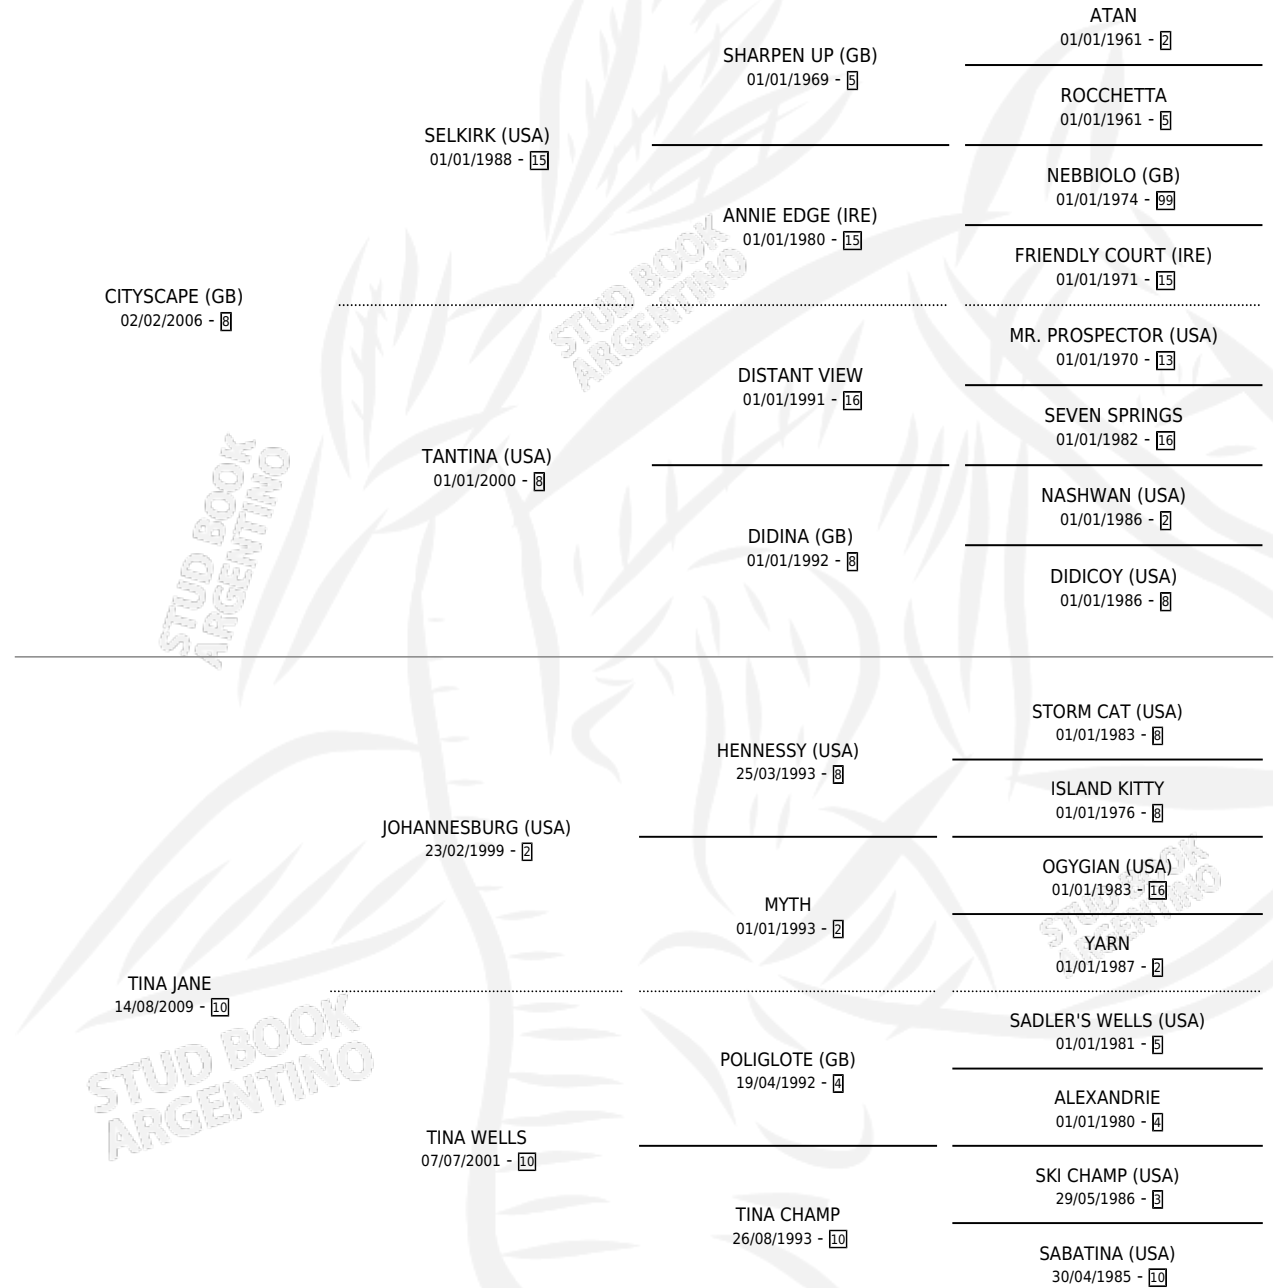 ATAN
01/01/1961 - 2
SHARPEN UP (GB)
01/01/1969 - 5
ROCCHETTA
01/01/1961 - 5
SELKIRK (USA)
01/01/1988 - 15
NEBBIOLO (GB)
01/01/1974 - 99
ANNIE EDGE (IRE)
01/01/1980 - 15
FRIENDLY COURT (IRE)
01/01/1971 - 15
CITYSCAPE (GB)
02/02/2006 - 8
STUD BOOK
ARGENTINO
MR. PROSPECTOR (USA)
01/01/1970 - 13
DISTANT VIEW
01/01/1991 - 16
SEVEN SPRINGS
01/01/1982 - 16
TANTINA (USA)
01/01/2000 - 8
NASHWAN (USA)
01/01/1986 - 2
DIDINA (GB)
01/01/1992 - 8
DIDICOY (USA)
01/01/1986 - 8
STUD BOOK
ARGENTINO
STORM CAT (USA)
01/01/1983 - 8
HENNESSY (USA)
25/03/1993 - 8
ISLAND KITTY
01/01/1976 - 8
JOHANNESBURG (USA)
23/02/1999 - 2
OGYGIAN (USA)
01/01/1983 - 16
MYTH
01/01/1993 - 2
STUD BOOK
ARGENTINO
YARN
01/01/1987 - 2
TINA JANE
14/08/2009 - 10
SADLER'S WELLS (USA)
01/01/1981 - 5
POLIGLOTE (GB)
19/04/1992 - 4
STUD BOOK
ARGENTINO
ALEXANDRIE
01/01/1980 - 4
TINA WELLS
07/07/2001 - 10
SKI CHAMP (USA)
29/05/1986 - 3
TINA CHAMP
26/08/1993 - 10
SABATINA (USA)
30/04/1985 - 10